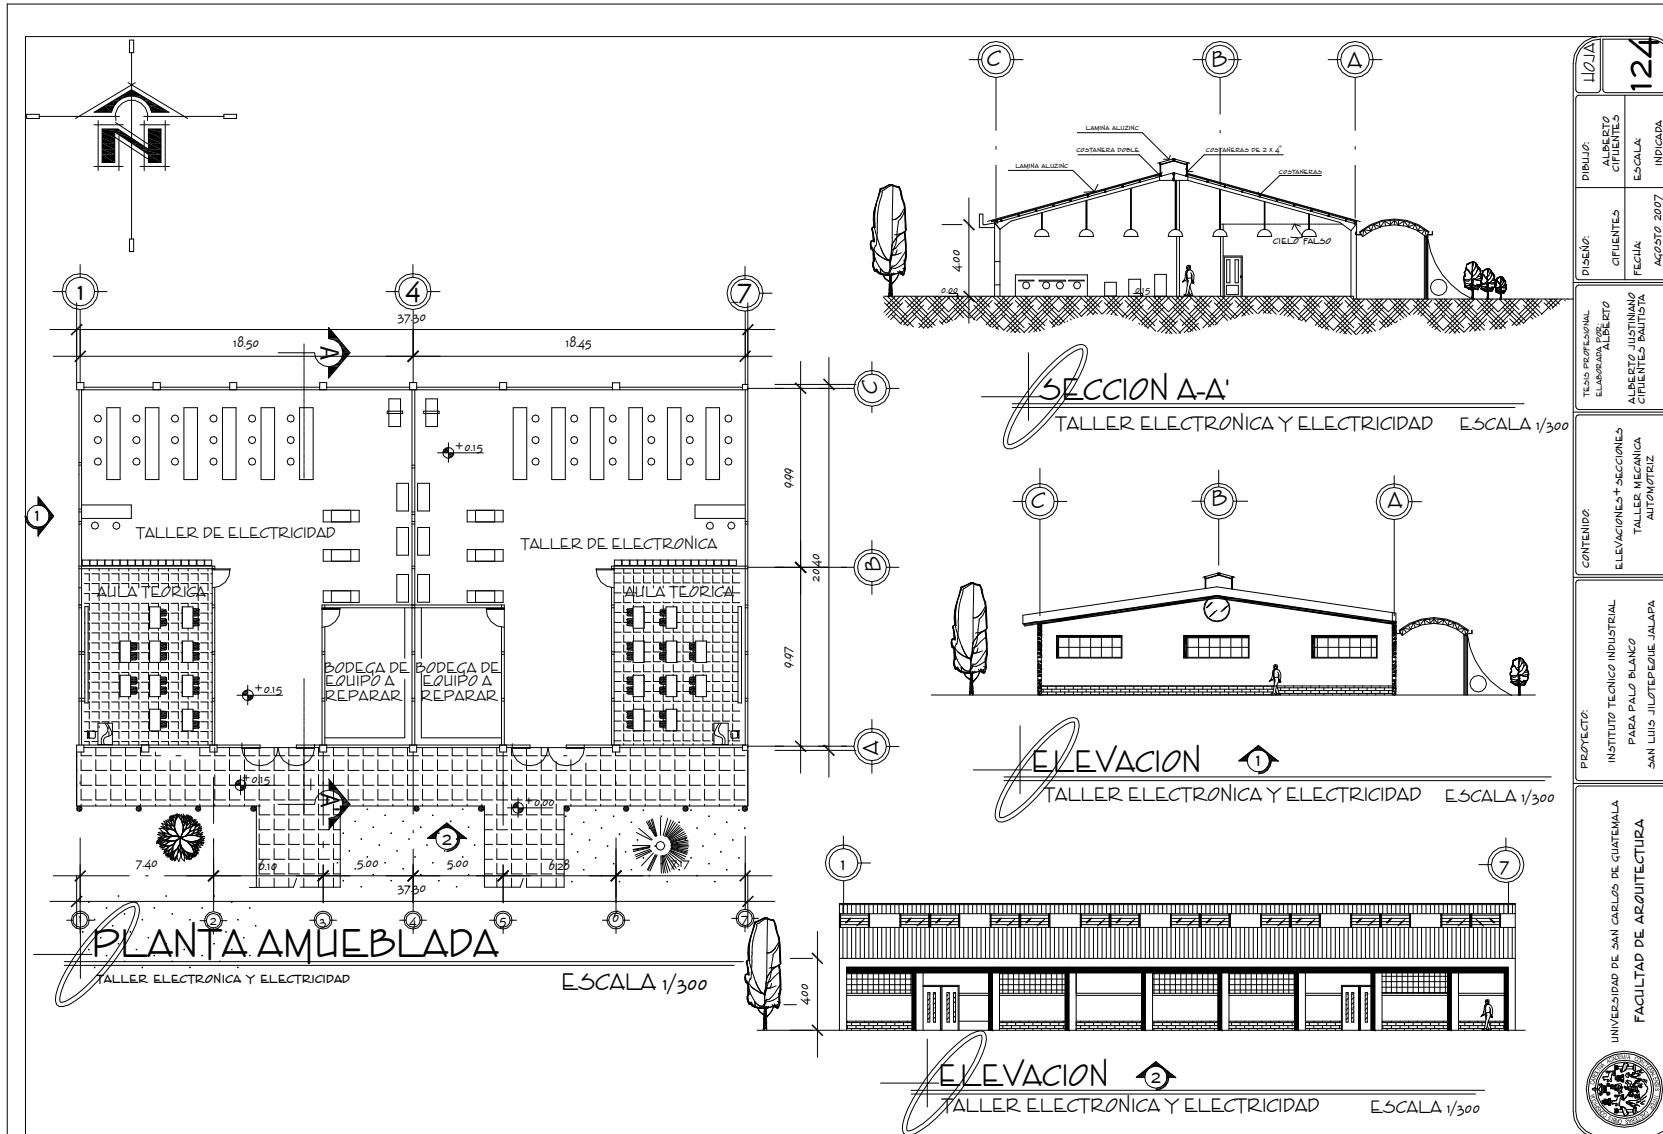 1
4
7
37.30
18.50
A
18.45
C
9.99
+0.15
1
TALLER DE ELECTRICIDAD
TALLER DE ELECTRONICA
B
20.40
AULA TEORICA
AULA TEORICA
9.97
BODEGA DE
EQUIPO A
REPARAR
BODEGA DE
EQUIPO A
REPARAR
+0.15
A
+0.15
A
+0.00
2
7.40
6.10
5.00
5.00
6.28
37.30
1
2
3
4
5
6
7
PLANTA AMUEBLADA
TALLER ELECTRONICA Y ELECTRICIDAD
ESCALA 1/300
C
B
A
LAMINA ALUZINC
COSTANERA DOBLE
COSTANERAS DE 2 X 4"
LAMINA ALUZINC
COSTANERAS
CIELO FALSO
4.00
0.00
0.15
SECCION A-A'
TALLER ELECTRONICA Y ELECTRICIDAD ESCALA 1/300
C
B
A
ELEVACION 1
TALLER ELECTRONICA Y ELECTRICIDAD ESCALA 1/300
1
7
4.00
ELEVACION 2
TALLER ELECTRONICA Y ELECTRICIDAD ESCALA 1/300
HOJA
124
DIBUJO:
ALBERTO
CIFUENTES
ESCALA:
INDICADA
DISEÑO:
CIFUENTES
FECHA:
AGOSTO 2007
TESIS PROFESIONAL
ELABORADA POR:
ALBERTO
ALBERTO JUSTINIANO
CIFUENTES BAUTISTA
CONTENIDO:
ELEVACIONES+SECCIONES
TALLER MECANICA
AUTOMOTRIZ
PROYECTO:
INSTITUTO TECNICO INDUSTRIAL
PARA PALO BLANCO
SAN LUIS JILOTEPEQUE JALAPA
UNIVERSIDAD DE SAN CARLOS DE GUATEMALA
FACULTAD DE ARQUITECTURA